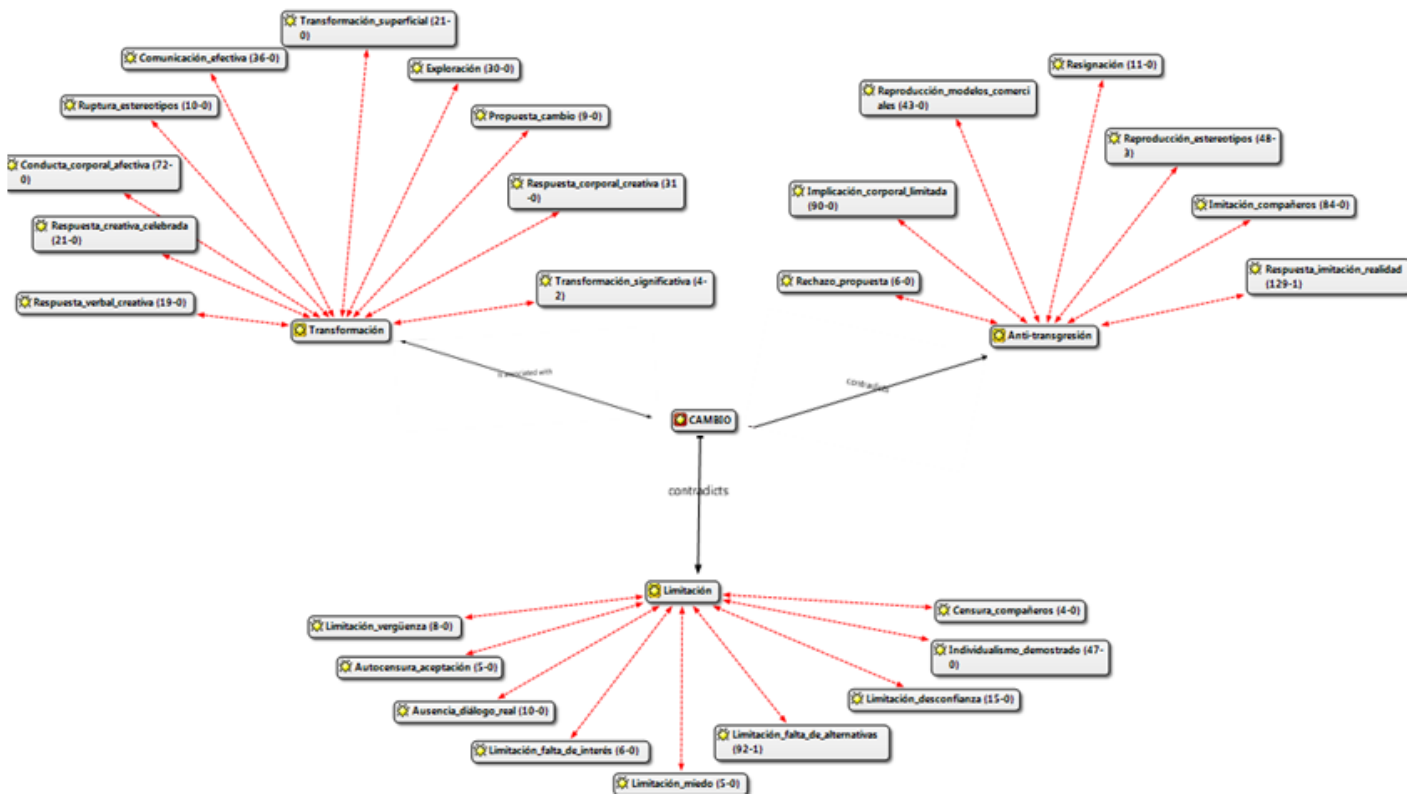 Transformación_superficial (21-
0)
Comunicación_efectiva (36-0)
Exploración (30-0)
Ruptura_estereotipos (10-0)
Propuesta_cambio (9-0)
Conducta_corporal_afectiva (72-
0)
Respuesta_corporal_creativa (31
-0)
Respuesta_creativa_celebrada
(21-0)
Transformación_significativa (4-
2)
Respuesta_verbal_creativa (19-0)
Transformación
Resignación (11-0)
Reproducción_modelos_comerci
ales (43-0)
Reproducción_estereotipos (48-
3)
Implicación_corporal_limitada
(90-0)
Imitación_compañeros (84-0)
Rechazo_propuesta (6-0)
Respuesta_imitación_realidad
(129-1)
Anti-transgresión
is associated with
contradicts
CAMBIO
contradicts
Limitación
Censura_compañeros (4-0)
Limitación_vergüenza (8-0)
Individualismo_demostrado (47-
0)
Autocensura_aceptación (5-0)
Limitación_desconfianza (15-0)
Ausencia_diálogo_real (10-0)
Limitación_falta_de_alternativas
(92-1)
Limitación_falta_de_interés (6-0)
Limitación_miedo (5-0)